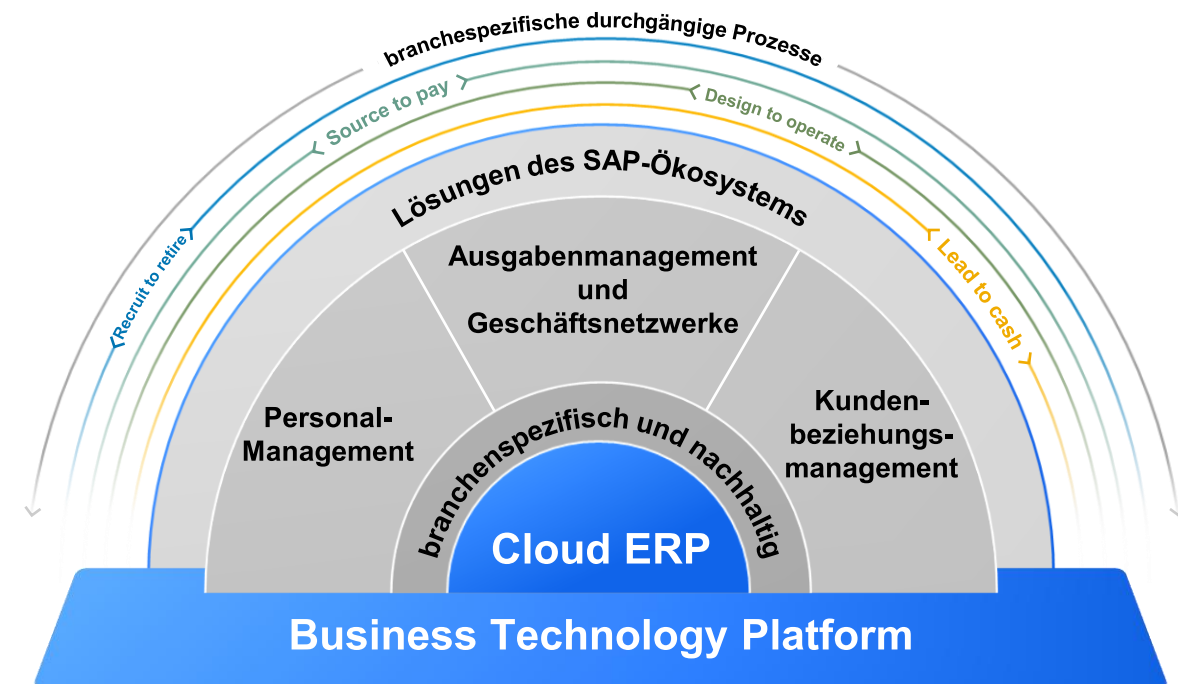 branchespezifische durchgängige Prozesse
Source to pay
Design to operate
Recruit to retire
Lead to cash
Lösungen des SAP-Ökosystems
Ausgabenmanagement
und
Geschäftsnetzwerke
Personal-
Management
Kunden-
beziehungs-
management
branchenspezifisch und nachhaltig
Cloud ERP
Business Technology Platform